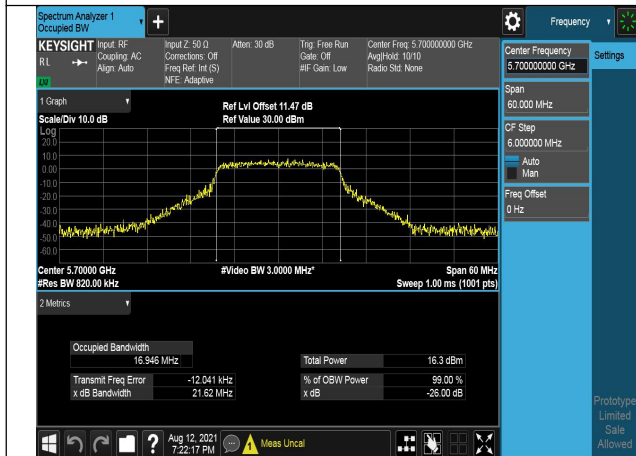 Spectrum Analyzer 1
Occupied BW
Frequency
KEYSIGHT
RL
Input: RF
Coupling: AC
Align: Auto
Input Z: 50 Ω
Corrections: Off
Freq Ref: Int (S)
NFE: Adaptive
Atten: 30 dB
Trig: Free Run
Gate: Off
#IF Gain: Low
Center Freq: 5.700000000 GHz
Avg|Hold: 10/10
Radio Std: None
Center Frequency
5.700000000 GHz
Settings
Span
60.000 MHz
CF Step
6.000000 MHz
Auto
Man
Freq Offset
0 Hz
1 Graph
Scale/Div 10.0 dB
Ref Lvl Offset 11.47 dB
Ref Value 30.00 dBm
Log
20.0
10.0
0.00
-10.0
-20.0
-30.0
-40.0
-50.0
-60.0
Center 5.70000 GHz
#Res BW 820.00 kHz
#Video BW 3.0000 MHz*
Span 60 MHz
Sweep 1.00 ms (1001 pts)
2 Metrics
Occupied Bandwidth
16.946 MHz
Total Power 16.3 dBm
Transmit Freq Error -12.041 kHz
% of OBW Power 99.00 %
x dB Bandwidth 21.62 MHz
x dB -26.00 dB
Prototype
Limited
Sale
Allowed
Aug 12, 2021
7:22:17 PM
Meas Uncal